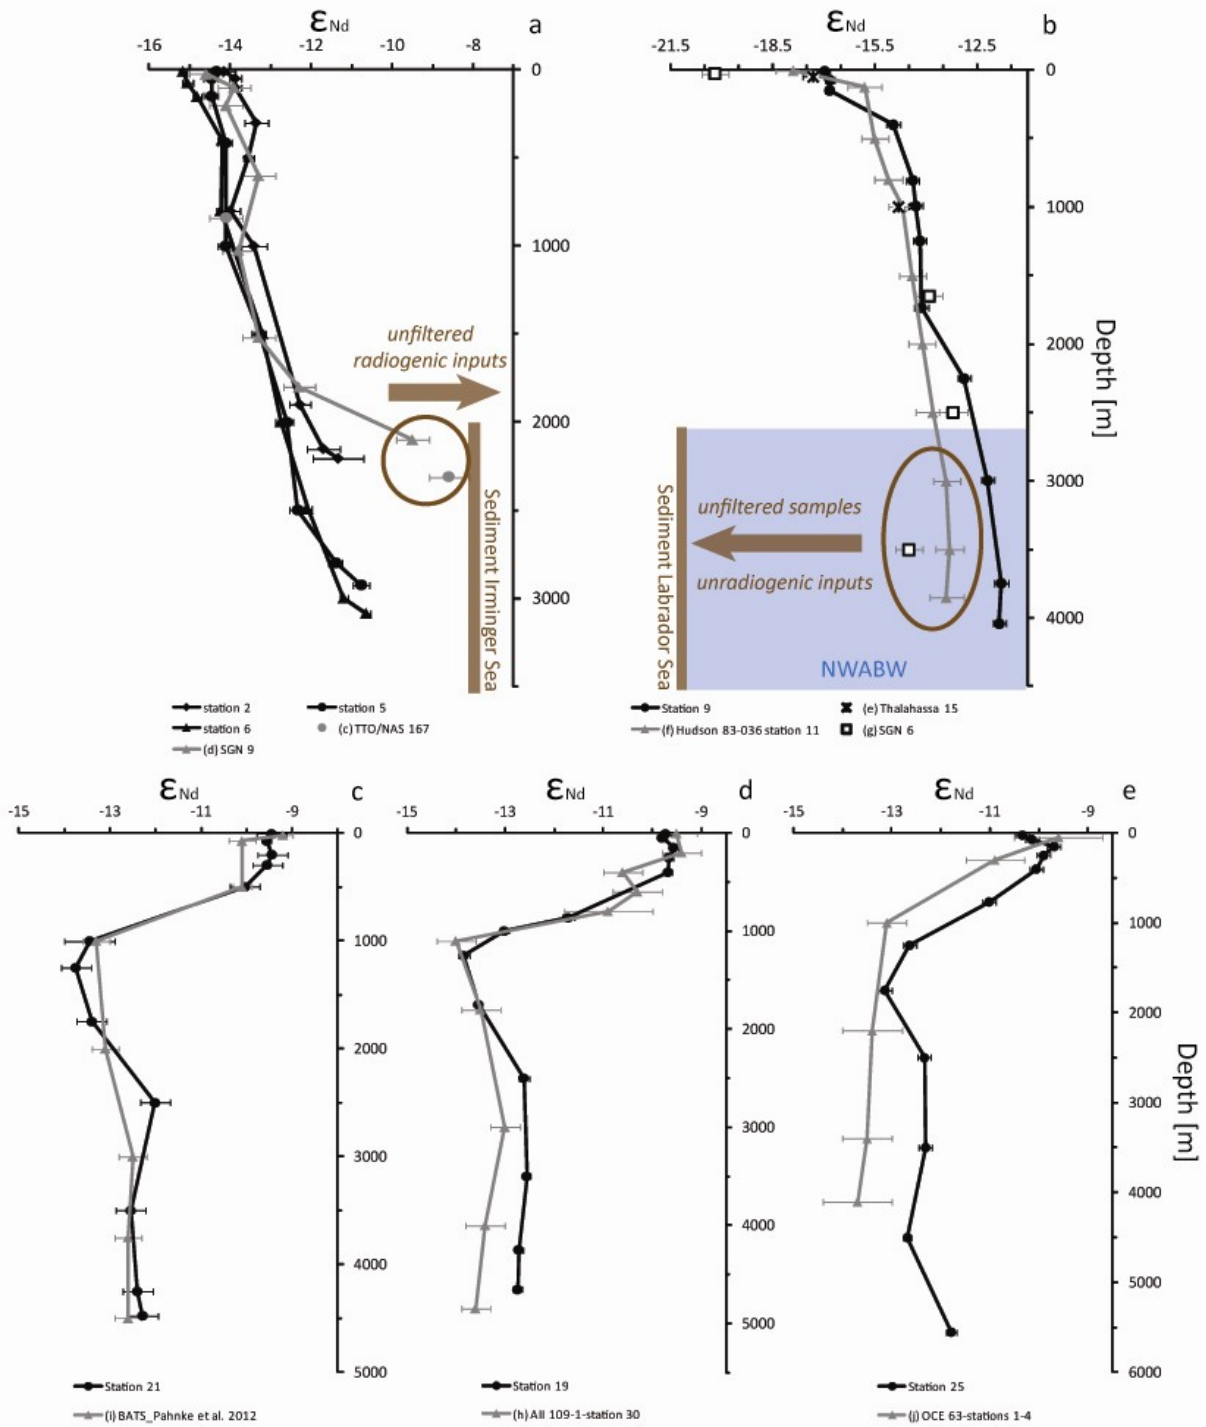 εNd
a
-16 -14 -12 -10 -8
0
1000
2000
3000
unfiltered
radiogenic inputs
Sediment Irminger Sea
station 2
station 5
station 6
(c) TTO/NAS 167
(d) SGN 9
εNd
b
-21.5 -18.5 -15.5 -12.5
0
1000
2000
3000
4000
Depth [m]
unfiltered samples
unradiogenic inputs
Sediment Labrador Sea
NWABW
Station 9
(e) Thalahassa 15
(f) Hudson 83-036 station 11
(g) SGN 6
εNd
c
-15 -13 -11 -9
0
1000
2000
3000
4000
5000
Station 21
(i) BATS_Pahnke et al. 2012
εNd
d
-15 -13 -11 -9
0
1000
2000
3000
4000
5000
Station 19
(h) AII 109-1-station 30
εNd
e
-15 -13 -11 -9
0
1000
2000
3000
4000
5000
6000
Depth [m]
Station 25
(j) OCE 63-stations 1-4